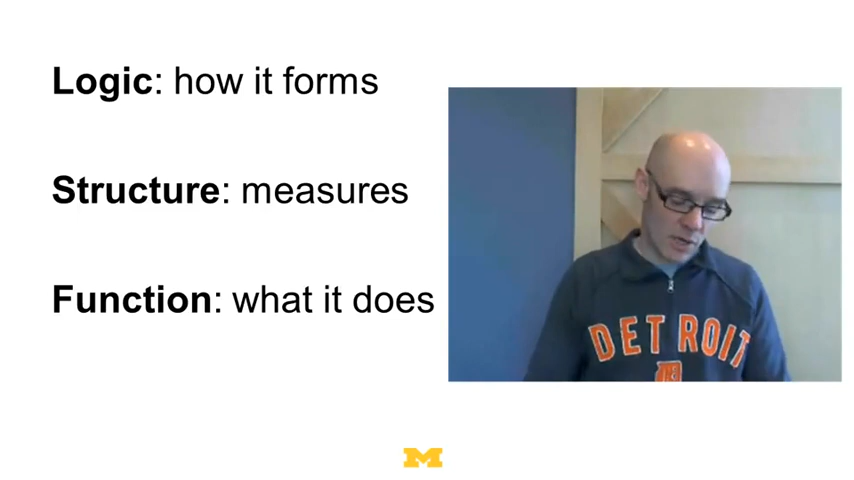 Logic: how it forms
Structure: measures
Function: what it does
DETROIT
M